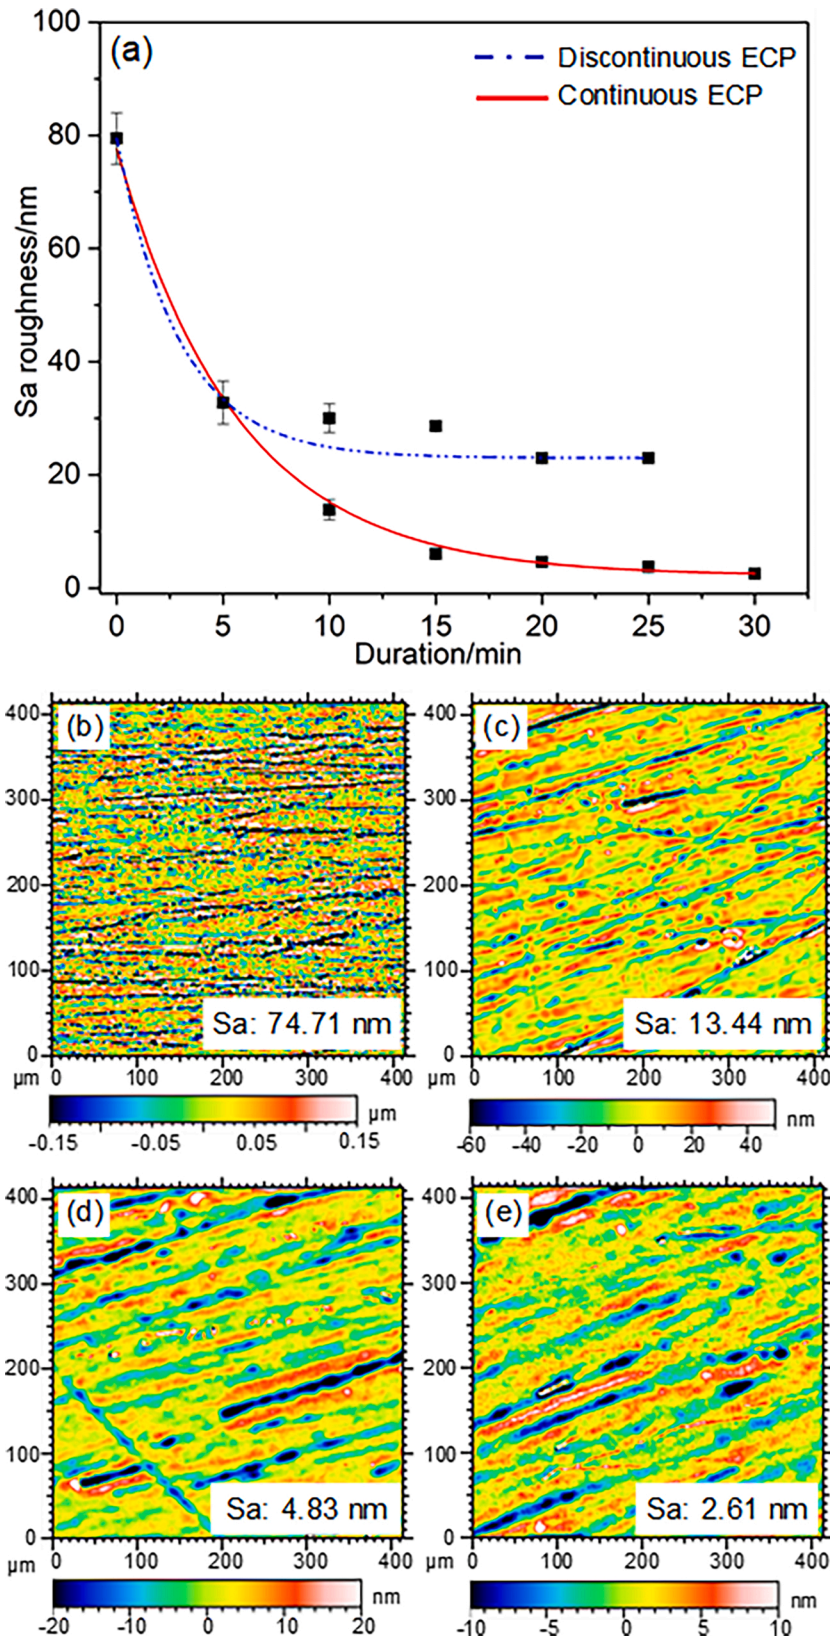 (a)
Discontinuous ECP
Continuous ECP
100
80
60
40
20
0
Sa roughness/nm
0 5 10 15 20 25 30
Duration/min
(b)
400
300
200
100
0
Sa: 74.71 nm
µm 0 100 200 300 400
µm
-0.15 -0.05 0.05 0.15
(c)
400
300
200
100
0
Sa: 13.44 nm
µm 0 100 200 300 400
nm
-60 -40 -20 0 20 40
(d)
400
300
200
100
0
Sa: 4.83 nm
µm 0 100 200 300 400
nm
-20 -10 0 10 20
(e)
400
300
200
100
0
Sa: 2.61 nm
µm 0 100 200 300 400
nm
-10 -5 0 5 10